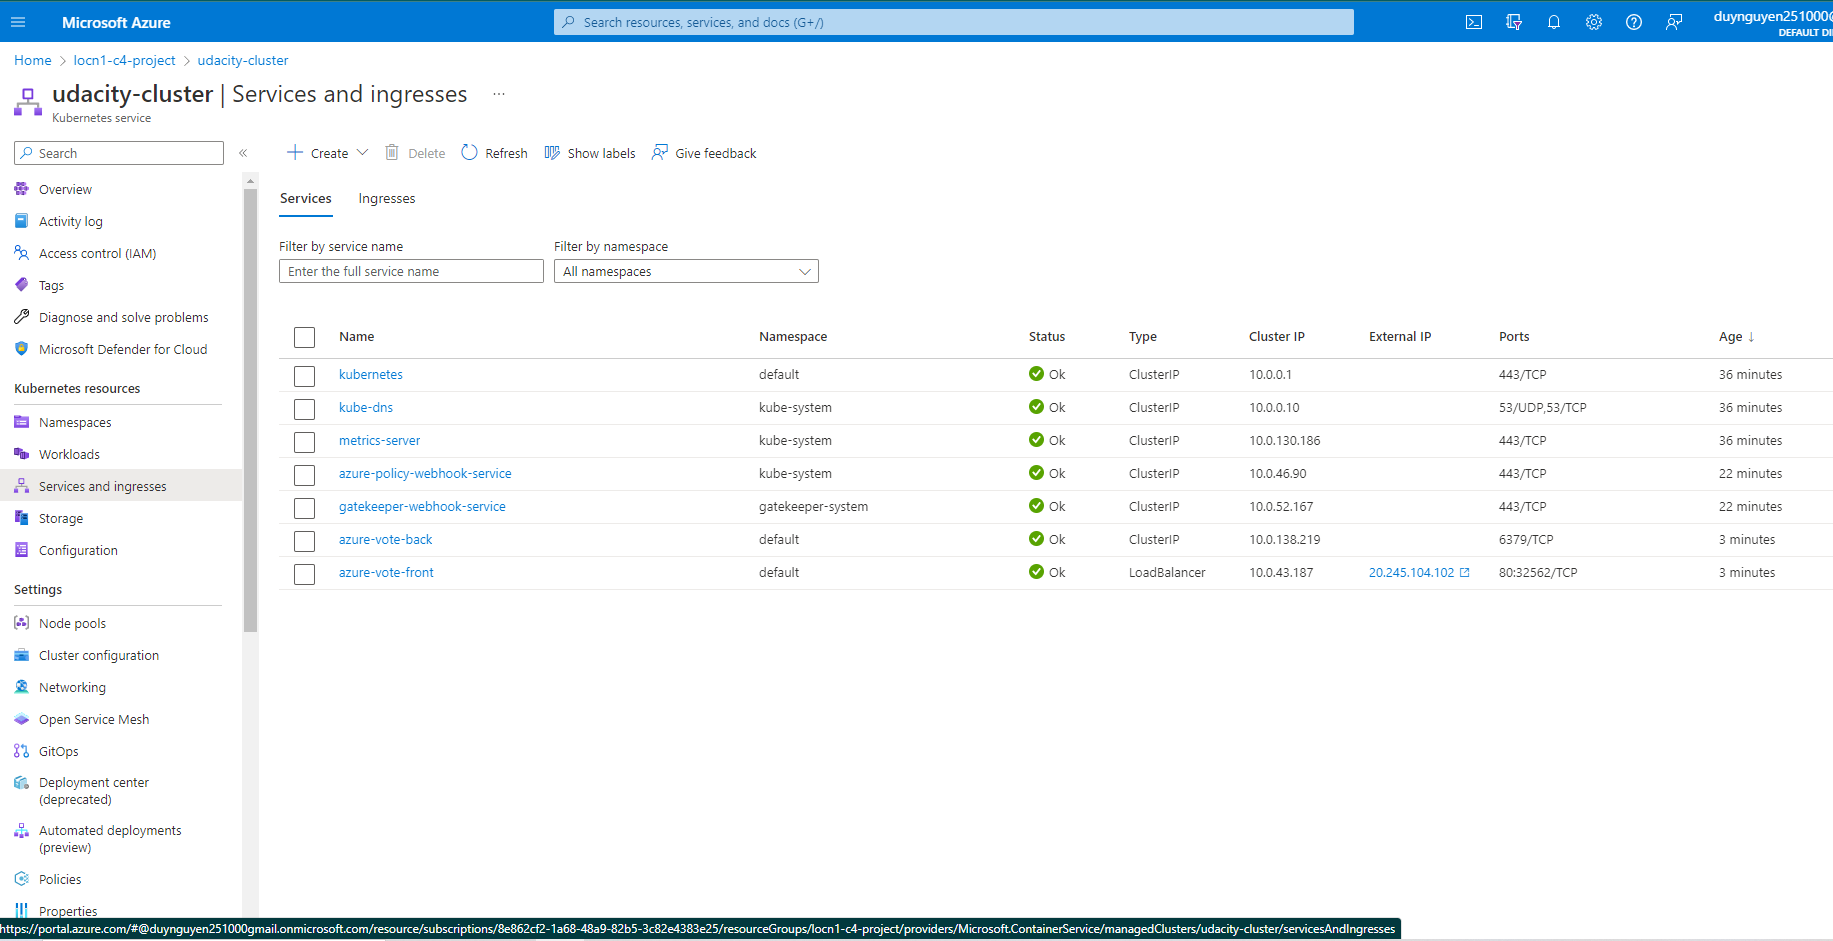 Microsoft Azure
Search resources, services, and docs (G+/)
duynguyen251000@
DEFAULT DI
Home > locn1-c4-project > udacity-cluster
udacity-cluster | Services and ingresses ...
Kubernetes service
Search «
Create Delete Refresh Show labels Give feedback
Overview
Activity log
Access control (IAM)
Tags
Diagnose and solve problems
Microsoft Defender for Cloud
Kubernetes resources
Namespaces
Workloads
Services and ingresses
Storage
Configuration
Settings
Node pools
Cluster configuration
Networking
Open Service Mesh
GitOps
Deployment center
(deprecated)
Automated deployments
(preview)
Policies
Properties
Services Ingresses
Filter by service name Filter by namespace
Enter the full service name All namespaces
Name Namespace Status Type Cluster IP External IP Ports Age ↓
kubernetes default Ok ClusterIP 10.0.0.1 443/TCP 36 minutes
kube-dns kube-system Ok ClusterIP 10.0.0.10 53/UDP,53/TCP 36 minutes
metrics-server kube-system Ok ClusterIP 10.0.130.186 443/TCP 36 minutes
azure-policy-webhook-service kube-system Ok ClusterIP 10.0.46.90 443/TCP 22 minutes
gatekeeper-webhook-service gatekeeper-system Ok ClusterIP 10.0.52.167 443/TCP 22 minutes
azure-vote-back default Ok ClusterIP 10.0.138.219 6379/TCP 3 minutes
azure-vote-front default Ok LoadBalancer 10.0.43.187 20.245.104.102 80:32562/TCP 3 minutes
https://portal.azure.com/#@duynguyen251000gmail.onmicrosoft.com/resource/subscriptions/8e862cf2-1a68-48a9-82b5-3c82e4383e25/resourceGroups/locn1-c4-project/providers/Microsoft.ContainerService/managedClusters/udacity-cluster/servicesAndIngresses